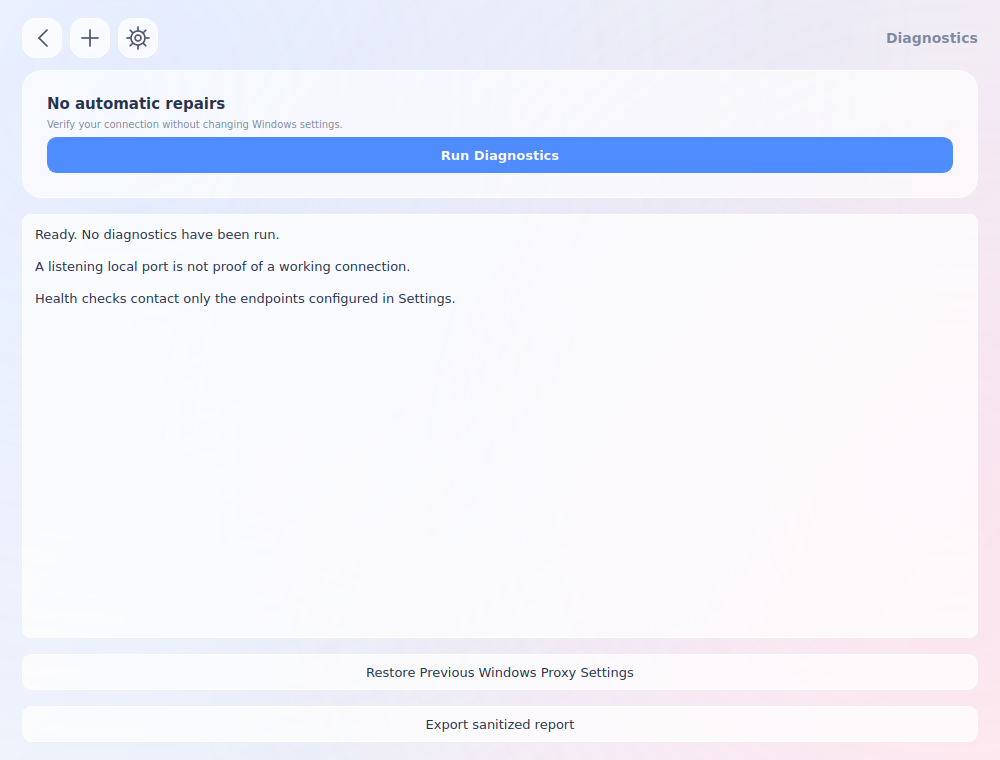 Diagnostics
No automatic repairs
Verify your connection without changing Windows settings.
Run Diagnostics
Ready. No diagnostics have been run.
A listening local port is not proof of a working connection.
Health checks contact only the endpoints configured in Settings.
Restore Previous Windows Proxy Settings
Export sanitized report